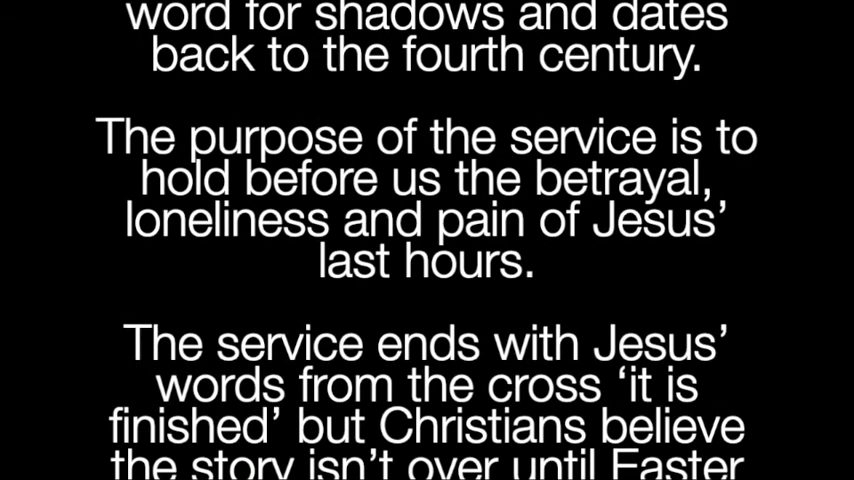 word for shadows and dates
back to the fourth century.
The purpose of the service is to
hold before us the betrayal,
loneliness and pain of Jesus’
last hours.
The service ends with Jesus’
words from the cross ‘it is
finished’ but Christians believe
the story isn’t over until Easter